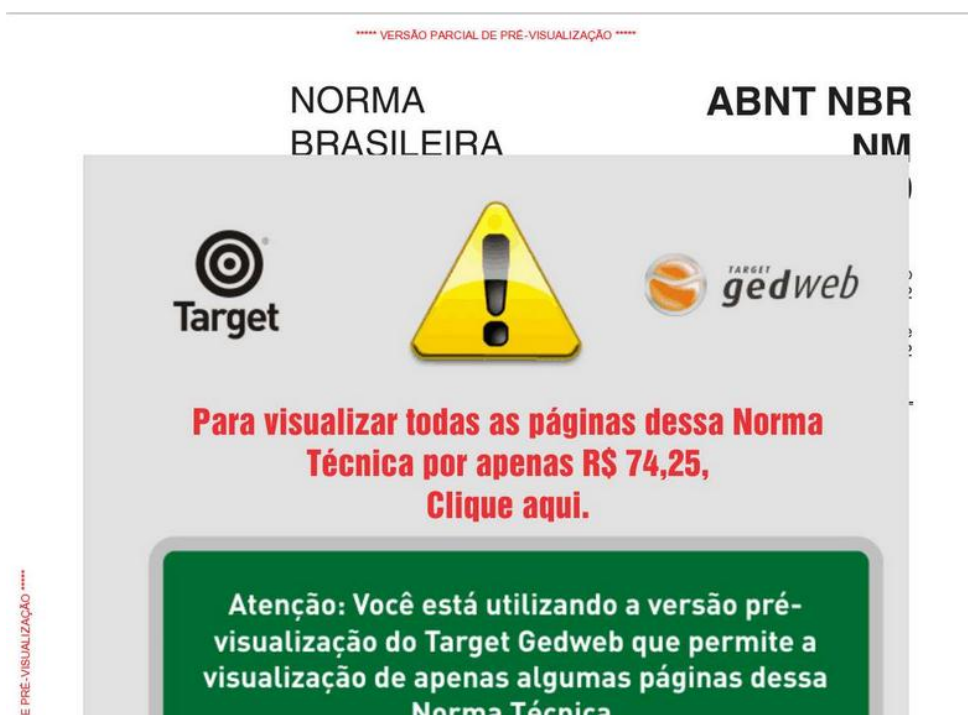 ***** VERSÃO PARCIAL DE PRÉ-VISUALIZAÇÃO *****
NORMA
BRASILEIRA
ABNT NBR
NM
Target
TARGET
gedweb
Para visualizar todas as páginas dessa Norma
Técnica por apenas R$ 74,25,
Clique aqui.
Atenção: Você está utilizando a versão pré-
visualização do Target Gedweb que permite a
visualização de apenas algumas páginas dessa
Norma Técnica
E PRÉ-VISUALIZAÇÃO *****